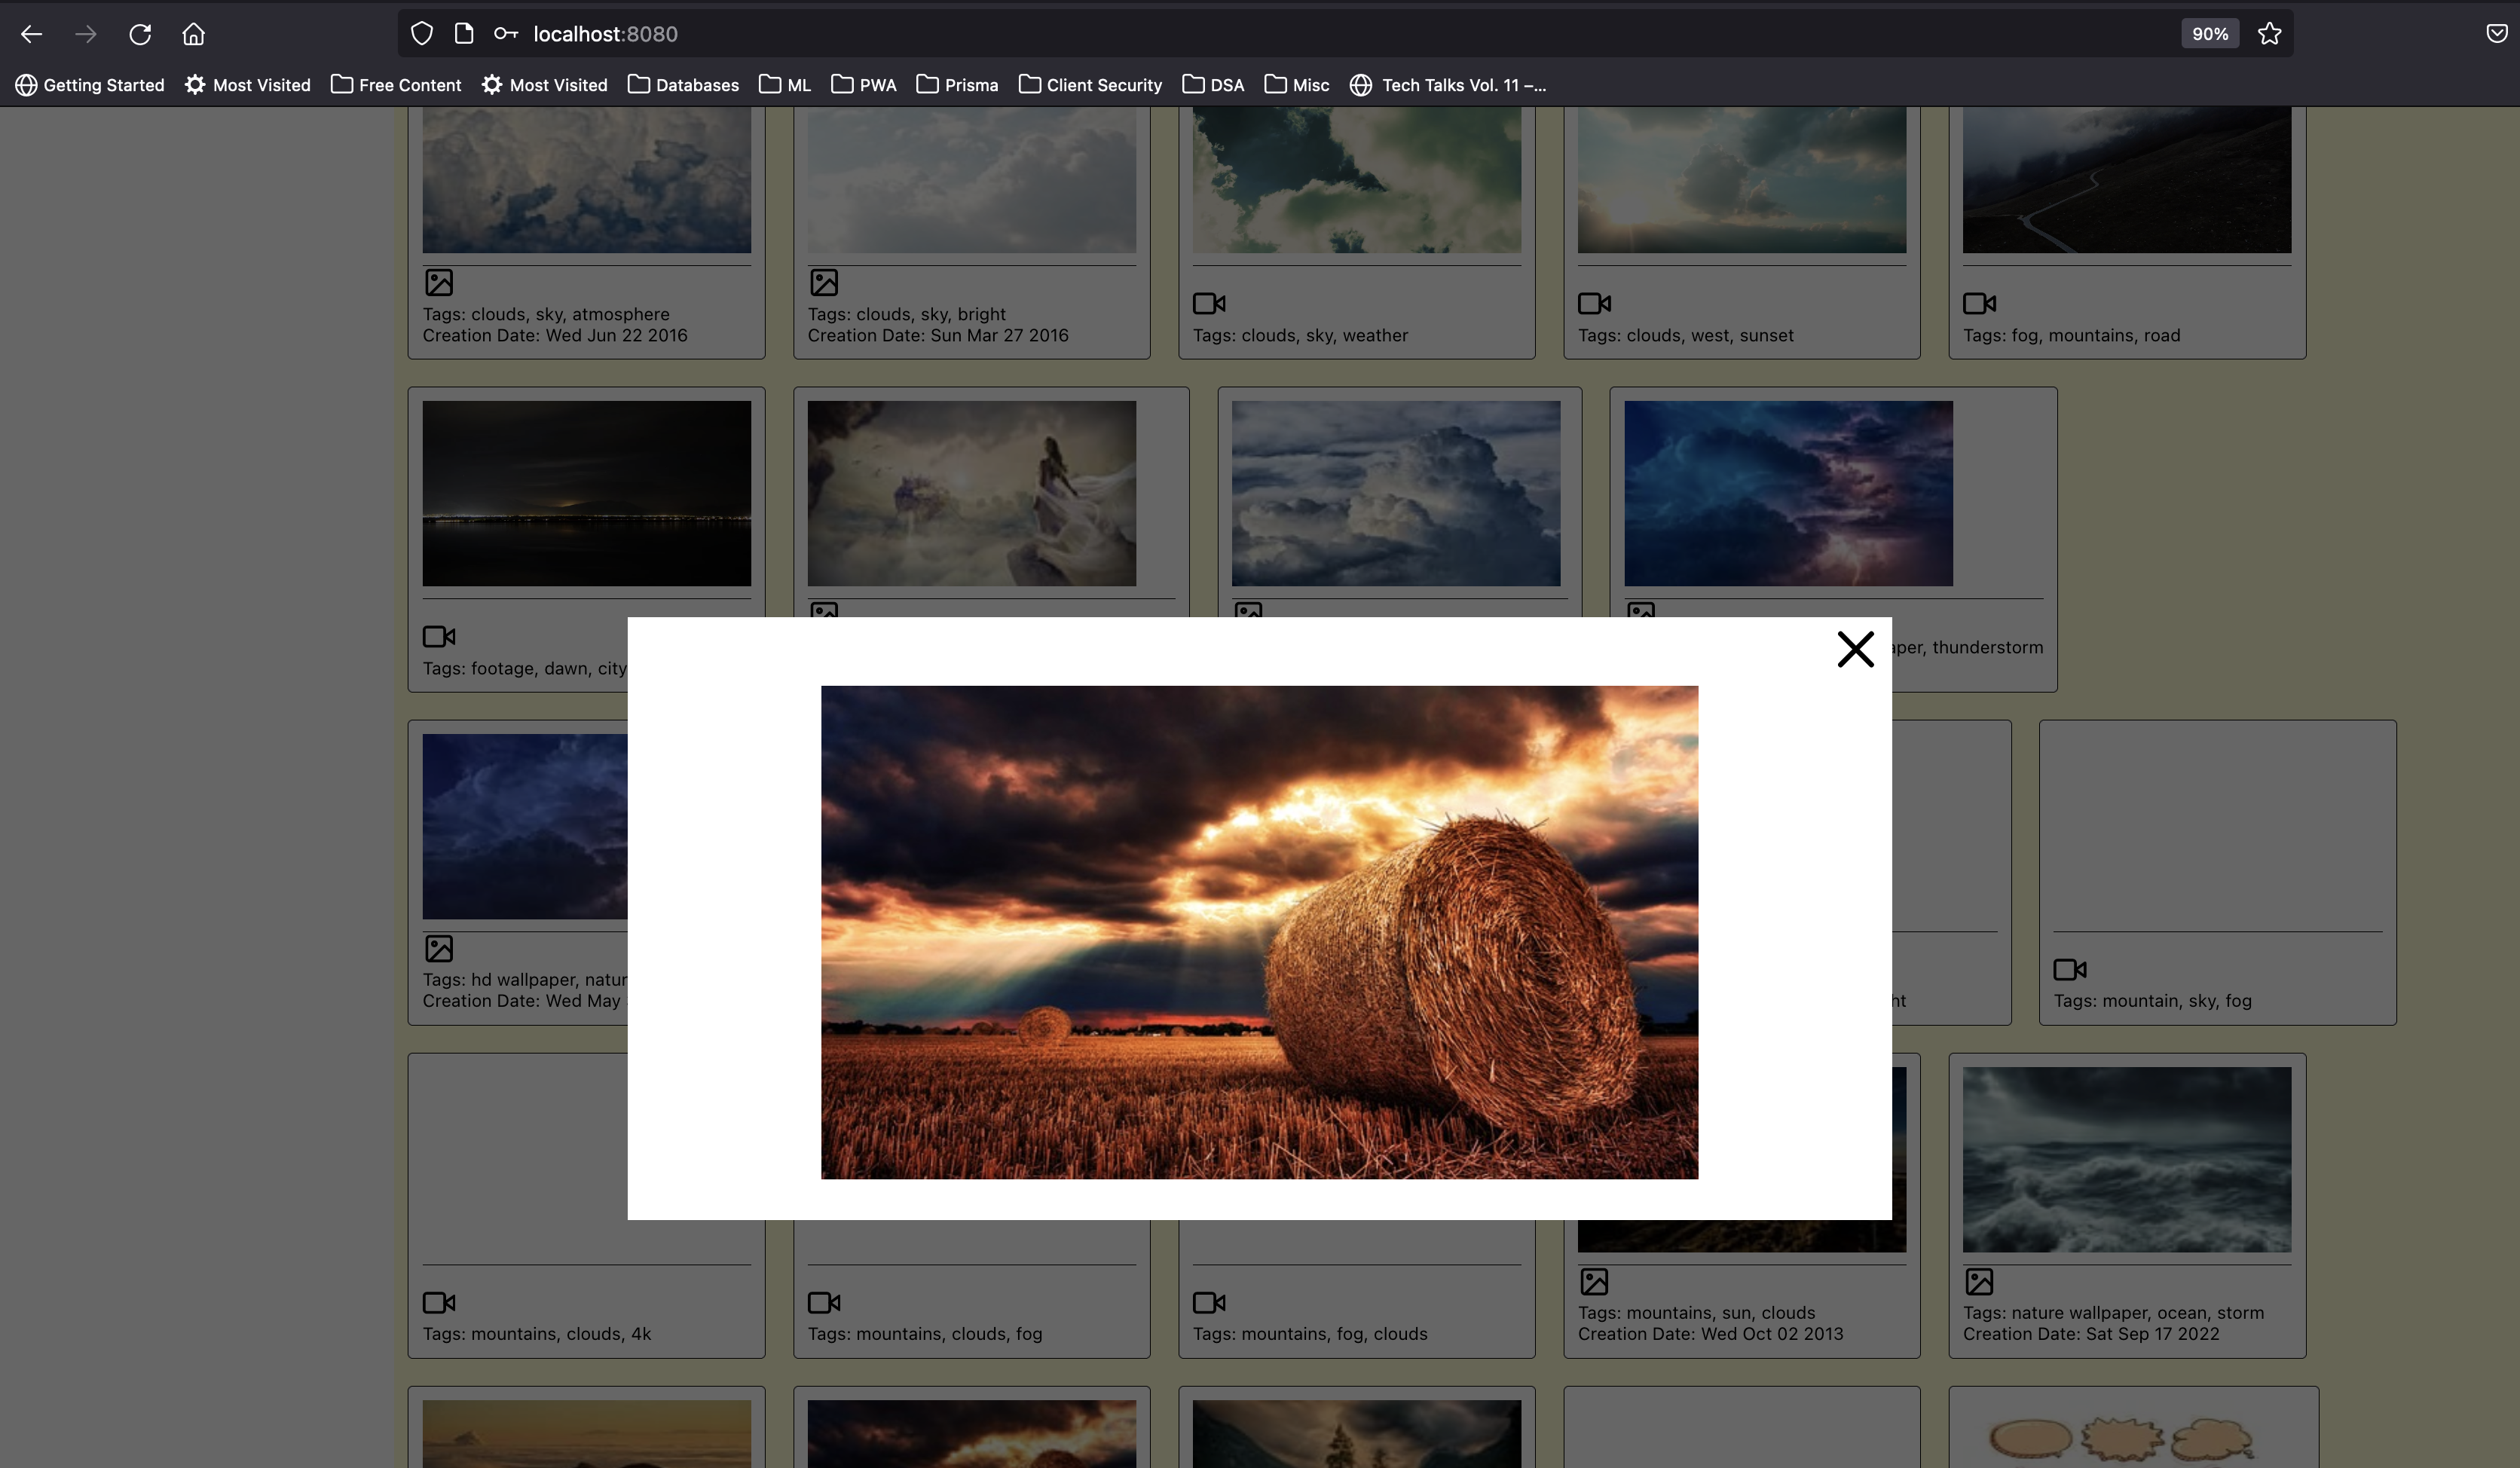 localhost:8080
90%
Getting Started Most Visited Free Content Most Visited Databases ML PWA Prisma Client Security DSA Misc Tech Talks Vol. 11 –...
Tags: clouds, sky, atmosphere
Creation Date: Wed Jun 22 2016
Tags: clouds, sky, bright
Creation Date: Sun Mar 27 2016
Tags: clouds, sky, weather
Tags: clouds, west, sunset
Tags: fog, mountains, road
Tags: footage, dawn, city
aper, thunderstorm
Tags: hd wallpaper, natur
Creation Date: Wed May
ht
Tags: mountain, sky, fog
Tags: mountains, clouds, 4k
Tags: mountains, clouds, fog
Tags: mountains, fog, clouds
Tags: mountains, sun, clouds
Creation Date: Wed Oct 02 2013
Tags: nature wallpaper, ocean, storm
Creation Date: Sat Sep 17 2022